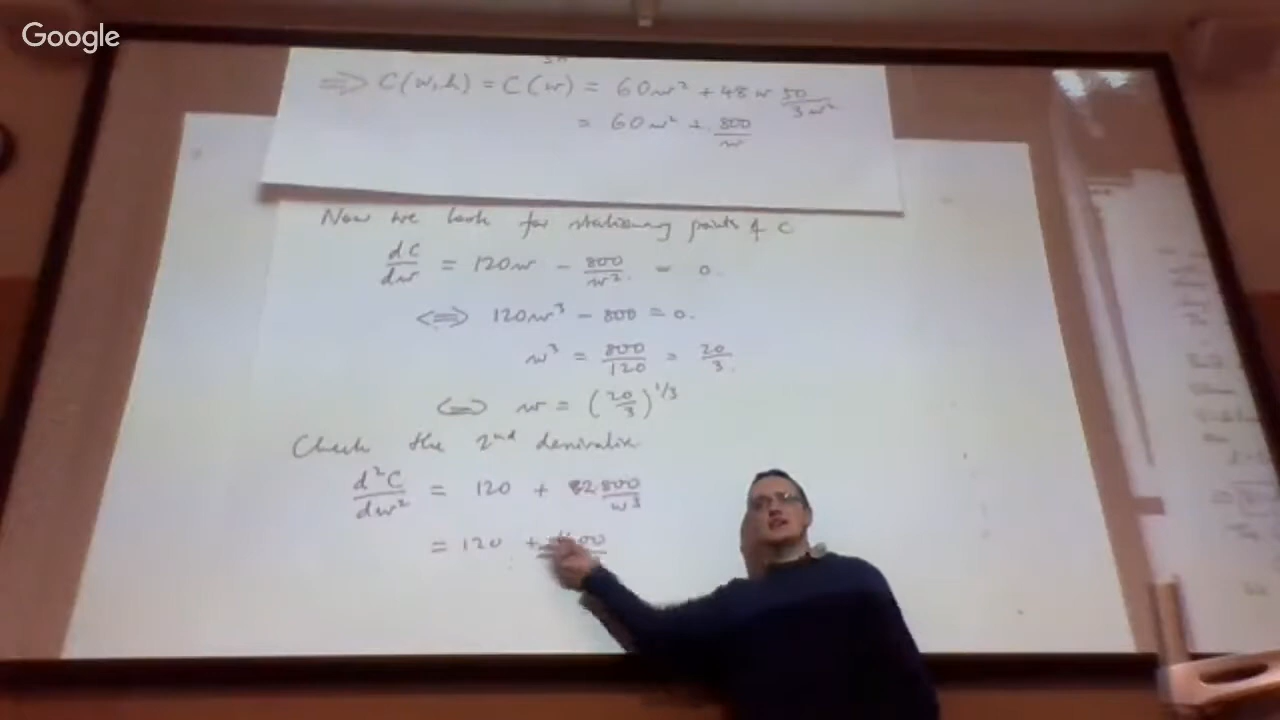 Google
⟹ C(w,h) = C(w) = 60w² + 48w 50/3w²
= 60w² + 800/w
Now we look for stationary points of C
dC/dw = 120w - 800/w² = 0.
⟺ 120w³ - 800 = 0.
w³ = 800/120 = 20/3.
⟺ w = (20/3)^1/3
Check the 2nd derivative
d²C/dw² = 120 + 2 800/w³
= 120 +